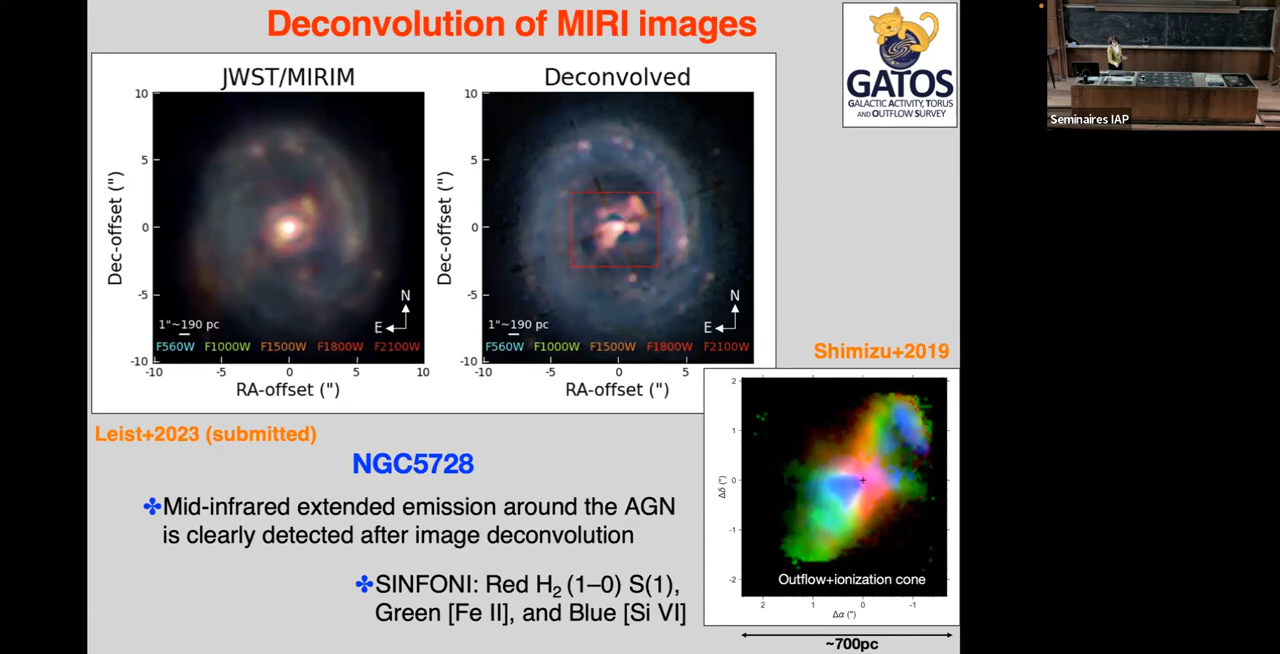 Deconvolution of MIRI images
GATOS
GALACTIC ACTIVITY, TORUS
AND OUTFLOW SURVEY
Seminaires IAP
JWST/MIRIM
10
5
0
-5
-10
Dec-offset (")
1"~190 pc
N
E
F560W F1000W F1500W F1800W F2100W
-10 -5 0 5 10
RA-offset (")
Deconvolved
10
5
0
-5
-10
Dec-offset (")
1"~190 pc
N
E
F560W F1000W F1500W F1800W F2100W
-10 -5 0 5
RA-offset (")
Shimizu+2019
2
1
0
-1
-2
Δδ (")
Outflow+ionization cone
2 1 0 -1
Δα (")
~700pc
Leist+2023 (submitted)
NGC5728
✤Mid-infrared extended emission around the AGN
is clearly detected after image deconvolution
✤SINFONI: Red H₂ (1–0) S(1),
Green [Fe II], and Blue [Si VI]